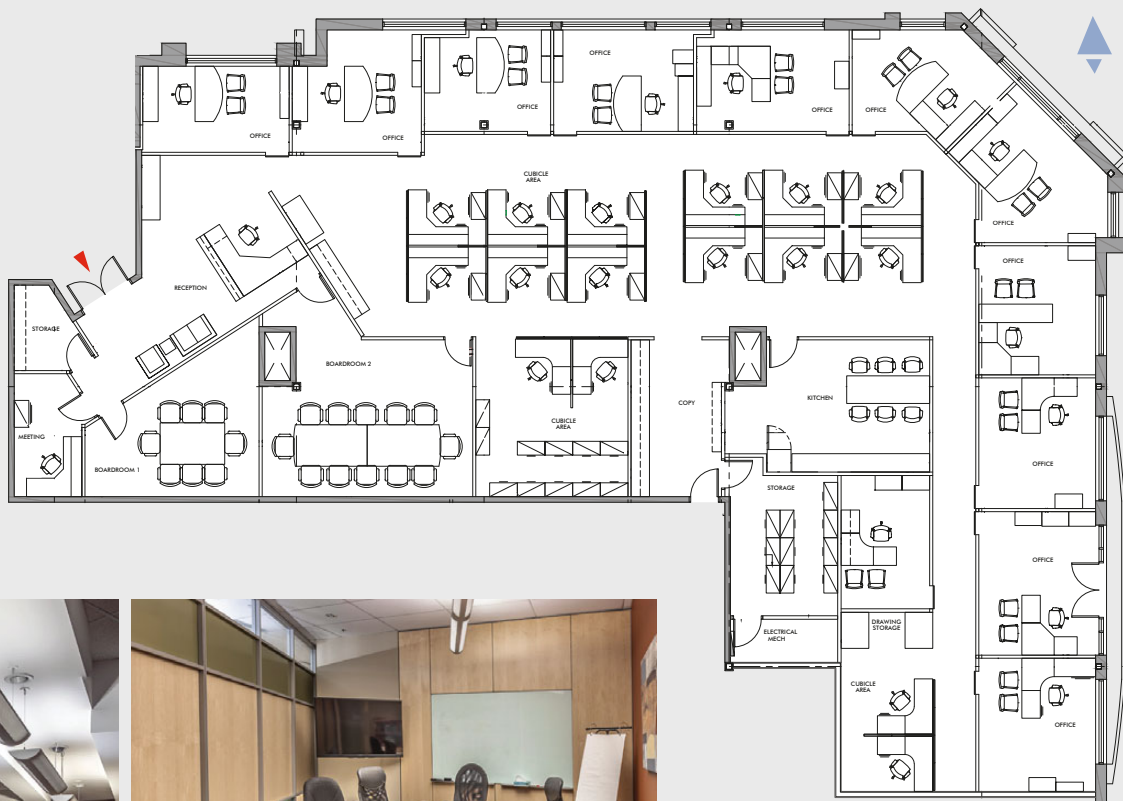 OFFICE
OFFICE
OFFICE
OFFICE
OFFICE
OFFICE
OFFICE
CUBICLE
AREA
RECEPTION
STORAGE
MEETING
BOARDROOM 1
BOARDROOM 2
CUBICLE
AREA
COPY
KITCHEN
STORAGE
ELECTRICAL
MECH
DRAWING
STORAGE
CUBICLE
AREA
OFFICE
OFFICE
OFFICE
OFFICE